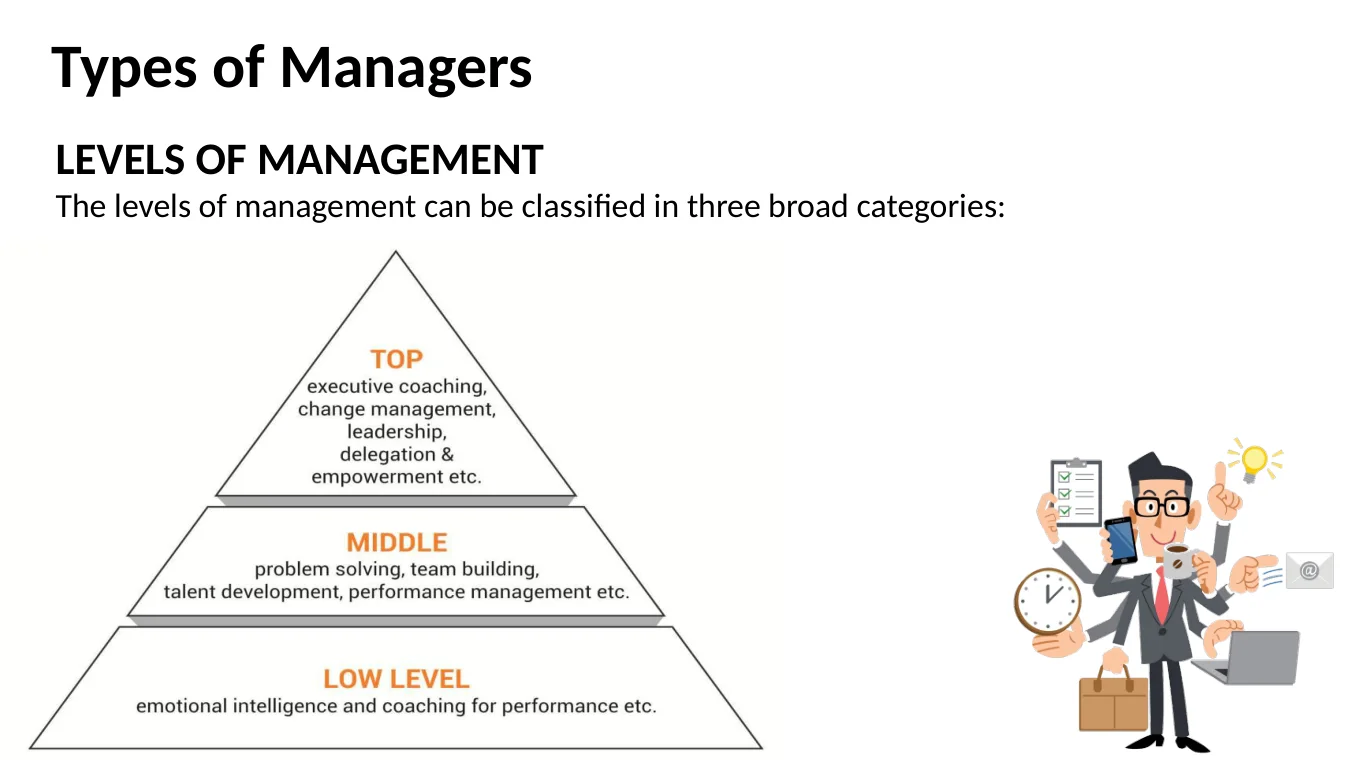 Types of Managers
LEVELS OF MANAGEMENT
The levels of management can be classified in three broad categories:
TOP
executive coaching,
change management,
leadership,
delegation &
empowerment etc.
MIDDLE
problem solving, team building,
talent development, performance management etc.
LOW LEVEL
emotional intelligence and coaching for performance etc.
@